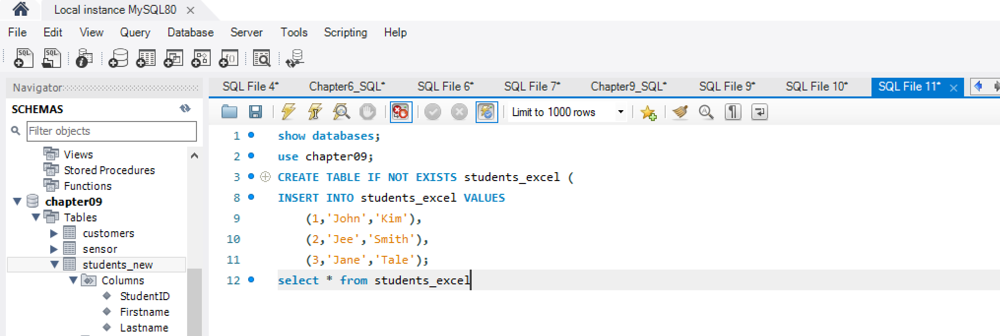 Local instance MySQL80
File Edit View Query Database Server Tools Scripting Help
SQL SQL f()
Navigator
SCHEMAS
Filter objects
Views
Stored Procedures
Functions
chapter09
Tables
customers
sensor
students_new
Columns
StudentID
Firstname
Lastname
SQL File 4* Chapter6_SQL* SQL File 6* SQL File 7* Chapter9_SQL* SQL File 9* SQL File 10* SQL File 11*
Limit to 1000 rows
1 show databases;
2 use chapter09;
3 CREATE TABLE IF NOT EXISTS students_excel (
8 INSERT INTO students_excel VALUES
9 (1,'John','Kim'),
10 (2,'Jee','Smith'),
11 (3,'Jane','Tale');
12 select * from students_excel